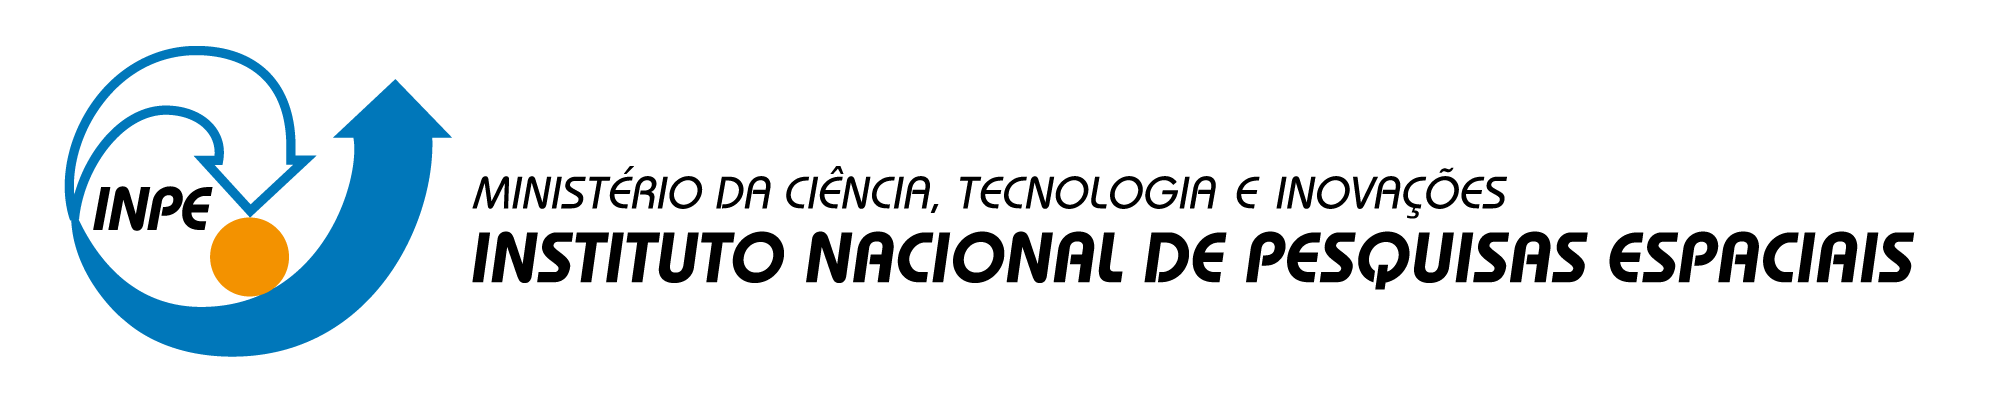 INPE
MINISTÉRIO DA CIÊNCIA, TECNOLOGIA E INOVAÇÕES
INSTITUTO NACIONAL DE PESQUISAS ESPACIAIS